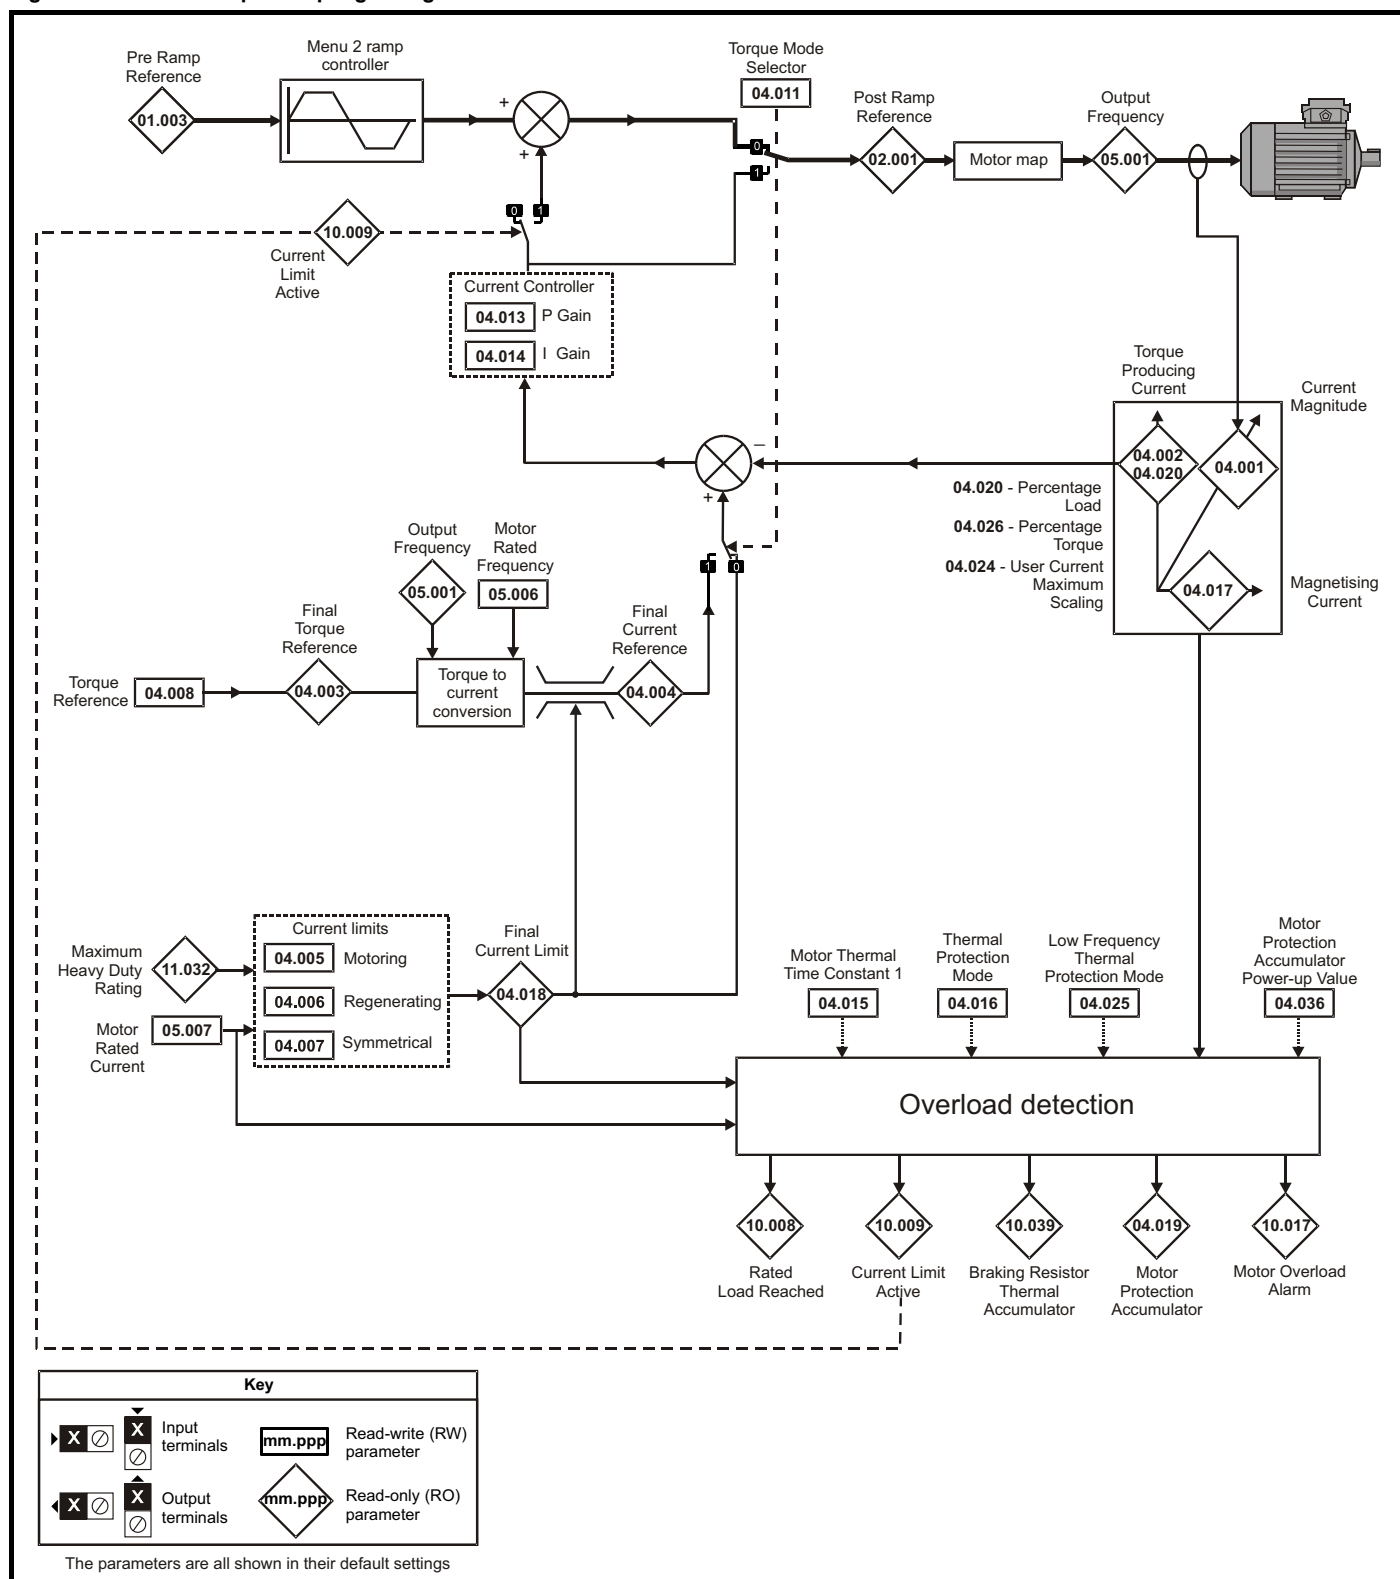 Pre Ramp
Reference
01.003
Menu 2 ramp
controller
+
+
Torque Mode
Selector
04.011
0
1
Post Ramp
Reference
02.001
Motor map
Output
Frequency
05.001
0
1
10.009
Current
Limit
Active
Current Controller
04.013 P Gain
04.014 I Gain
Torque
Producing
Current
Current
Magnitude
04.002
04.020
04.001
04.017
Magnetising
Current
04.020 - Percentage
Load
04.026 - Percentage
Torque
04.024 - User Current
Maximum
Scaling
–
+
1
0
Output
Frequency
05.001
Motor
Rated
Frequency
05.006
Final
Torque
Reference
Torque
Reference
04.008
04.003
Torque to
current
conversion
Final
Current
Reference
04.004
Maximum
Heavy Duty
Rating
11.032
Motor
Rated
Current
05.007
Current limits
04.005 Motoring
04.006 Regenerating
04.007 Symmetrical
Final
Current Limit
04.018
Motor Thermal
Time Constant 1
04.015
Thermal
Protection
Mode
04.016
Low Frequency
Thermal
Protection Mode
04.025
Motor
Protection
Accumulator
Power-up Value
04.036
Overload detection
10.008
Rated
Load Reached
10.009
Current Limit
Active
10.039
Braking Resistor
Thermal
Accumulator
04.019
Motor
Protection
Accumulator
10.017
Motor Overload
Alarm
Key
X
X
Input
terminals
mm.ppp
Read-write (RW)
parameter
X
X
Output
terminals
mm.ppp
Read-only (RO)
parameter
The parameters are all shown in their default settings